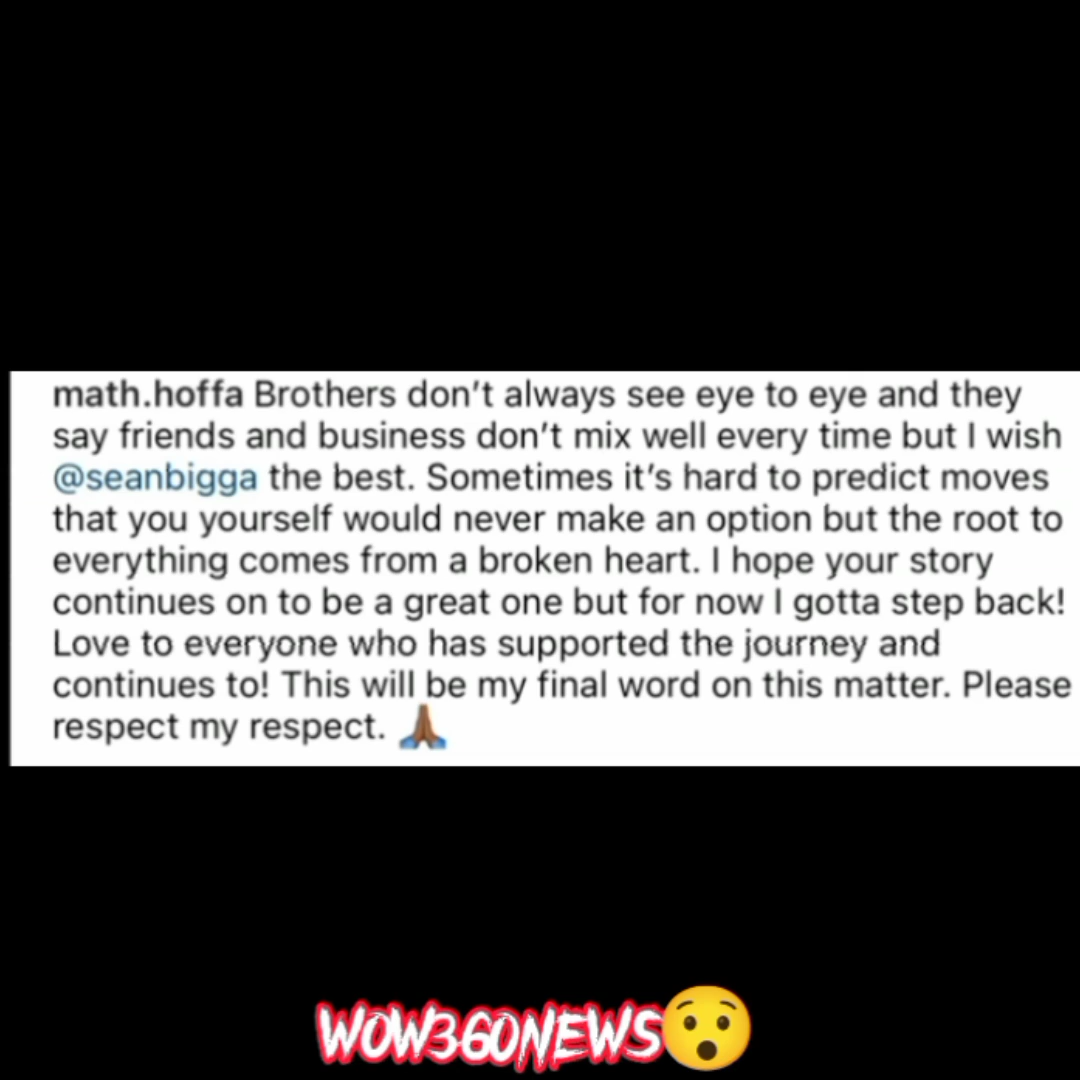 math.hoffa Brothers don’t always see eye to eye and they
say friends and business don’t mix well every time but I wish
@seanbigga the best. Sometimes it’s hard to predict moves
that you yourself would never make an option but the root to
everything comes from a broken heart. I hope your story
continues on to be a great one but for now I gotta step back!
Love to everyone who has supported the journey and
continues to! This will be my final word on this matter. Please
respect my respect. 🙏🏾
WOW360NEWS😯